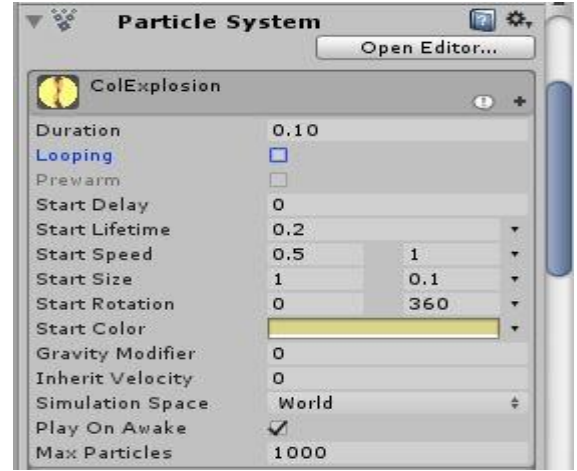 Particle System
Open Editor...
ColExplosion
Duration 0.10
Looping
Prewarm
Start Delay 0
Start Lifetime 0.2
Start Speed 0.5 1
Start Size 1 0.1
Start Rotation 0 360
Start Color
Gravity Modifier 0
Inherit Velocity 0
Simulation Space World
Play On Awake
Max Particles 1000